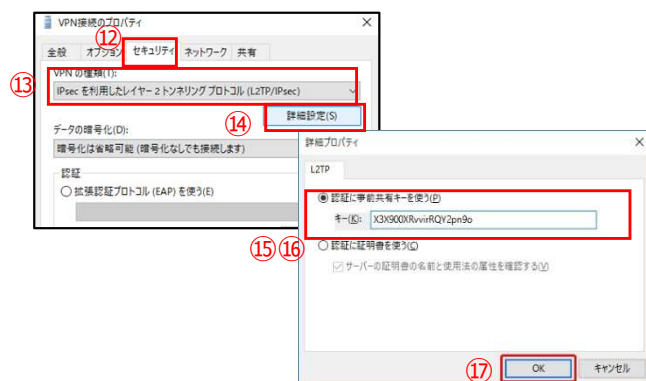 VPN接続のプロパティ
⑫
全般 オプション セキュリティ ネットワーク 共有
VPN の種類(T):
⑬
IPsec を利用したレイヤー 2 トンネリング プロトコル (L2TP/IPsec)
⑭
詳細設定(S)
データの暗号化(D):
暗号化は省略可能 (暗号化なしでも接続します)
認証
拡張認証プロトコル (EAP) を使う(E)
詳細プロパティ
L2TP
認証に事前共有キーを使う(P)
キー(K): X3X900XRvvirRQY2pn9o
⑮⑯
認証に証明書を使う(C)
サーバーの証明書の名前と使用法の属性を確認する(V)
⑰
OK キャンセル